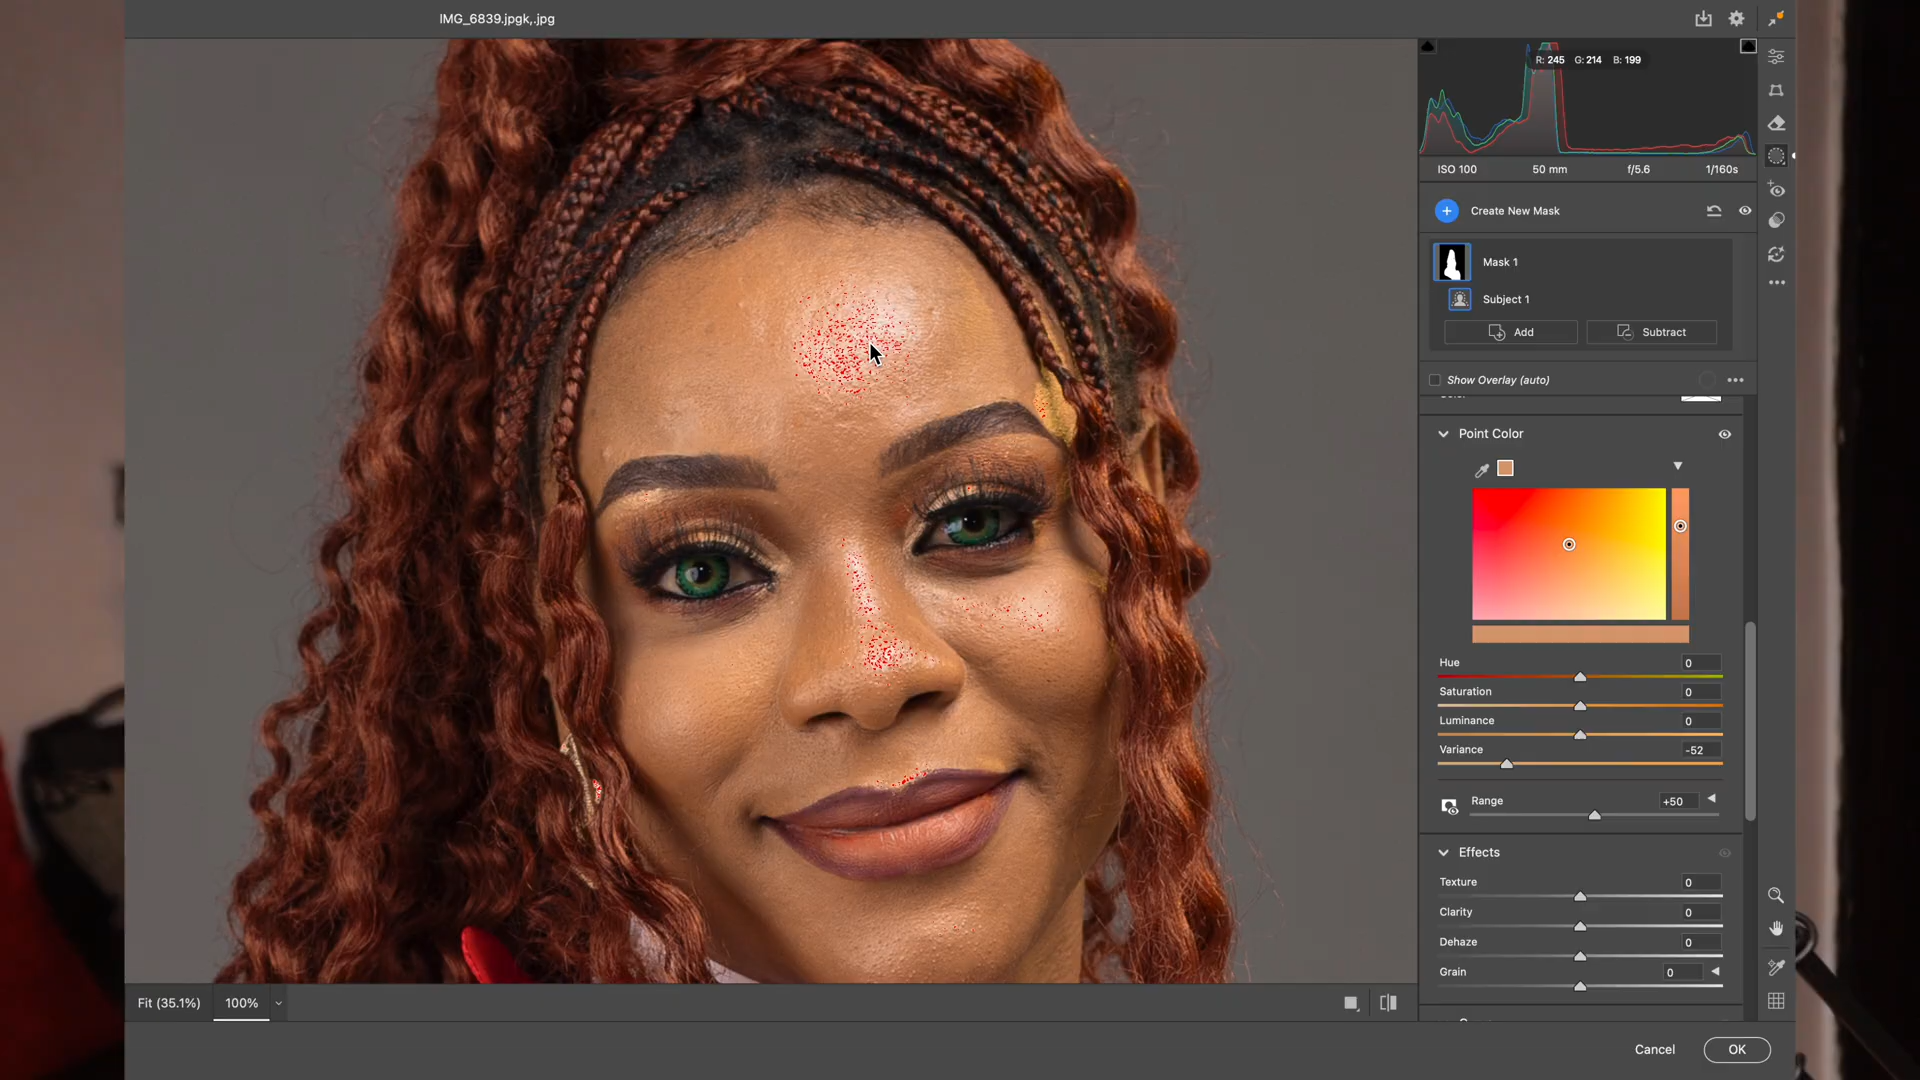 IMG_6839.jpgk,.jpg
R: 245 G: 214 B: 199
ISO 100 50 mm f/5.6 1/160s
Create New Mask
Mask 1
Subject 1
Add Subtract
Show Overlay (auto)
Point Color
Hue 0
Saturation 0
Luminance 0
Variance -52
Range +50
Effects
Texture 0
Clarity 0
Dehaze 0
Grain 0
Fit (35.1%) 100%
Cancel OK